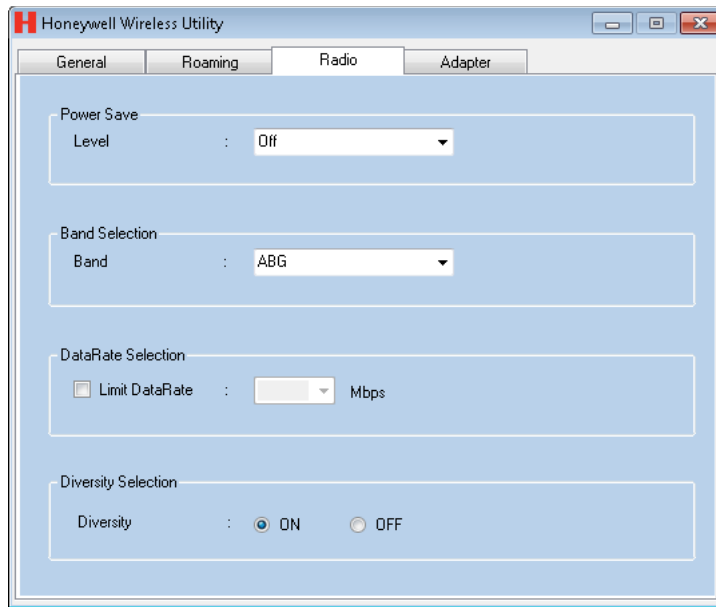 H Honeywell Wireless Utility
General Roaming Radio Adapter
Power Save
Level : Off
Band Selection
Band : ABG
DataRate Selection
Limit DataRate : Mbps
Diversity Selection
Diversity : ON OFF